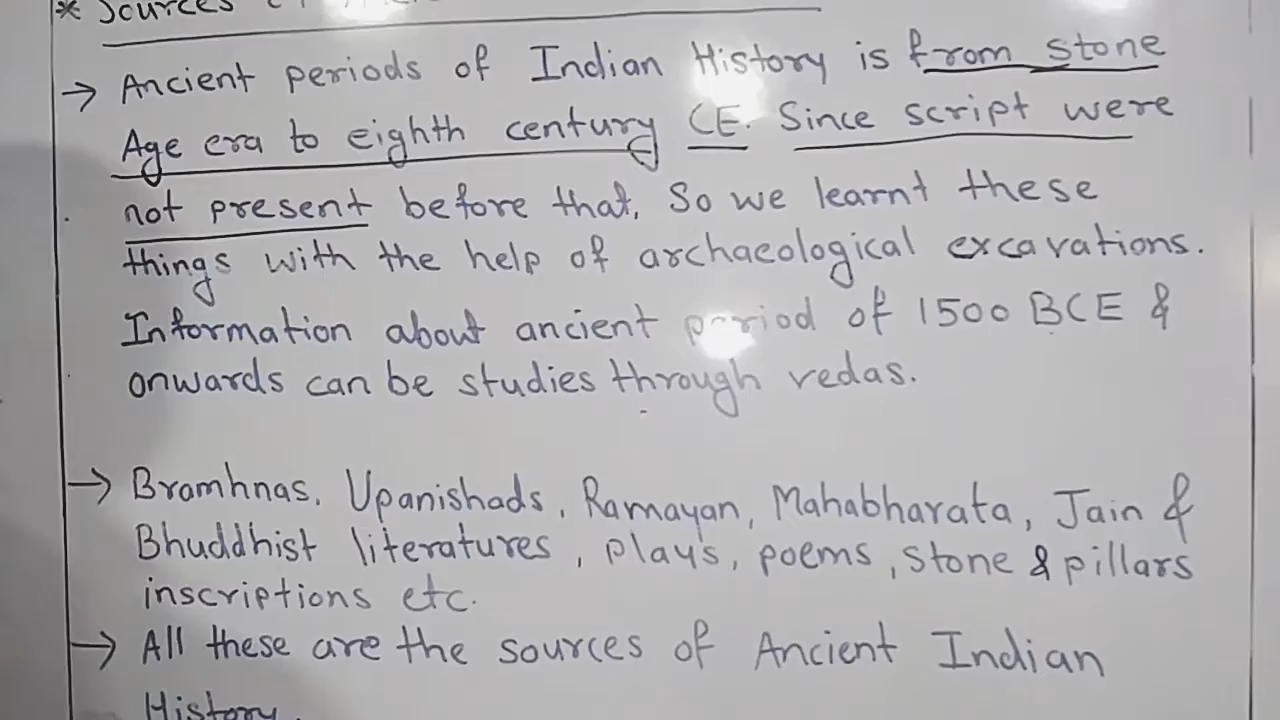 * Sources of
→ Ancient periods of Indian History is from stone
Age era to eighth century CE. Since script were
not present before that, So we learnt these
things with the help of archaeological excavations.
Information about ancient period of 1500 BCE &
onwards can be studies through vedas.
→ Bramhnas, Upanishads, Ramayan, Mahabharata, Jain &
Bhuddhist literatures, plays, poems, stone & pillars
inscriptions etc.
→ All these are the sources of Ancient Indian
History.